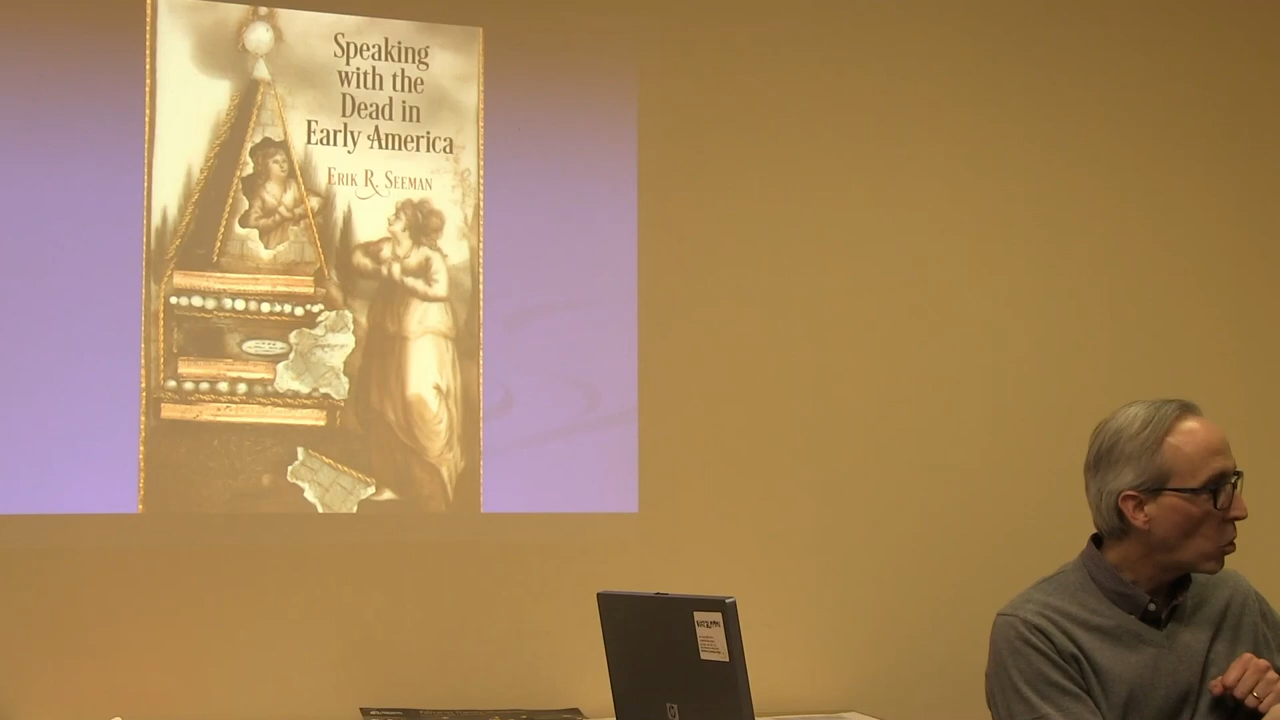 Speaking
with the
Dead in
Early America
Erik R. Seeman